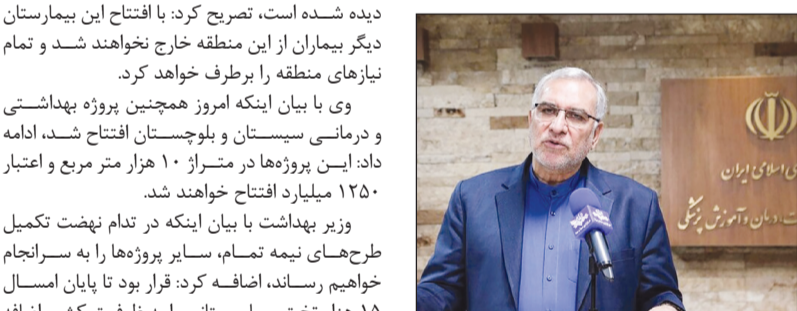 دیده شده است، تصریح کرد: با افتتاح این بیمارستان
دیگر بیماران از این منطقه خارج نخواهند شد و تمام
نیازهای منطقه را برطرف خواهد کرد.
وی با بیان اینکه امروز همچنین پروژه بهداشتی
و درمانی سیستان و بلوچستان افتتاح شد، ادامه
داد: این پروژه‌ها در متراژ ۱۰ هزار متر مربع و اعتبار
۱۲۵۰ میلیارد افتتاح خواهند شد.
وزیر بهداشت با بیان اینکه در تدام نهضت تکمیل
طرح‌های نیمه تمام، سایر پروژه‌ها را به سرانجام
خواهیم رساند، اضافه کرد: قرار بود تا پایان امسال
اسلامی ایران
درمان و آموزش پزشکی